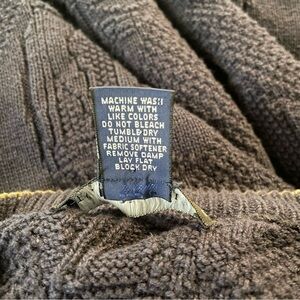 MACHINE WASH
WARM WITH
LIKE COLORS
DO NOT BLEACH
TUMBLE DRY
MEDIUM WITH
FABRIC SOFTENER
REMOVE DAMP
LAY FLAT
BLOCK DRY